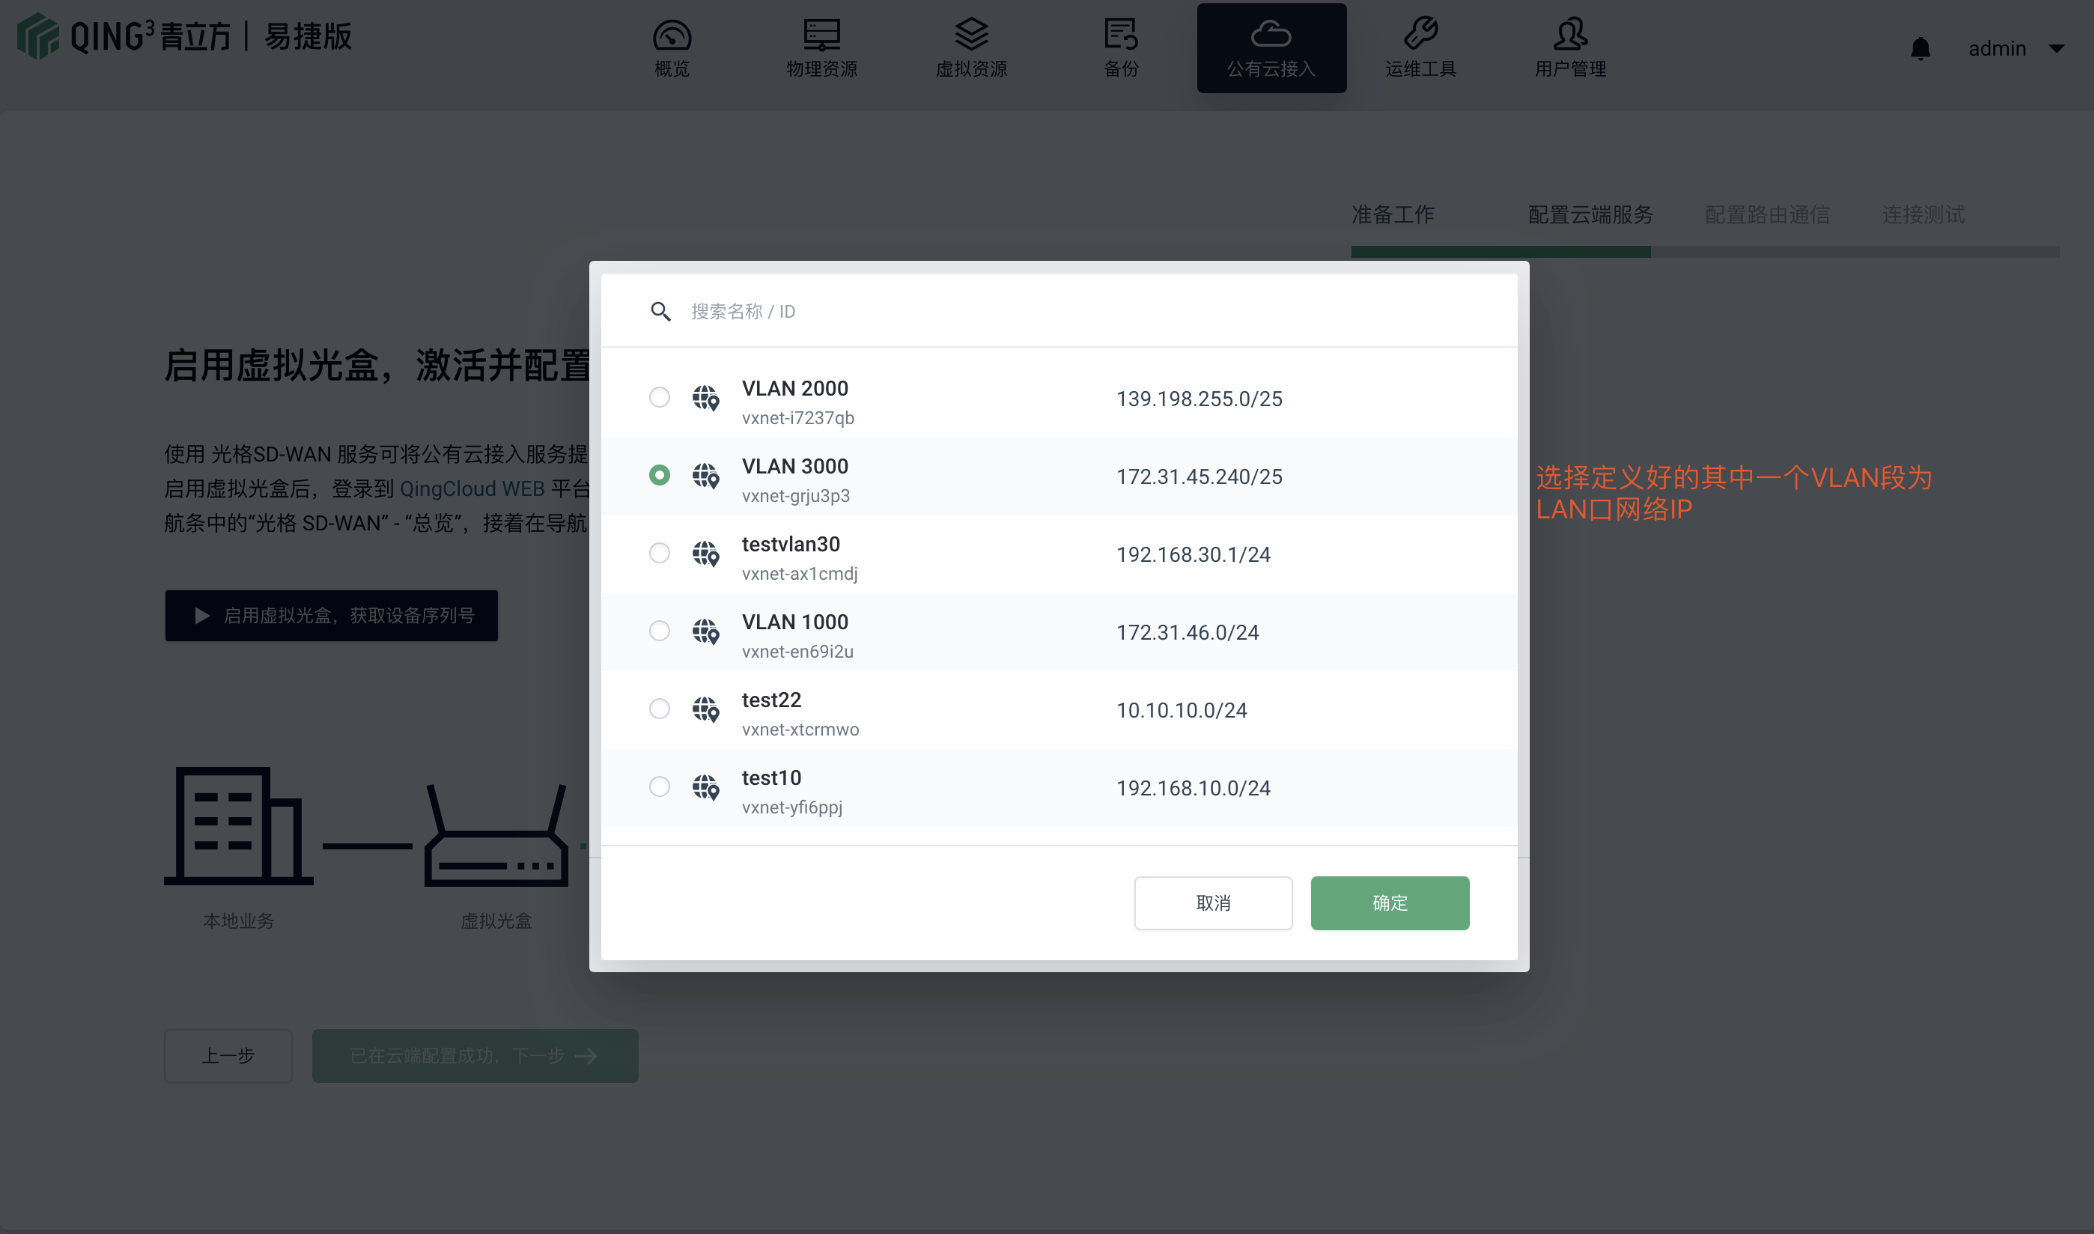 QING³青立方 | 易捷版
概览
物理资源
虚拟资源
备份
公有云接入
运维工具
用户管理
admin
准备工作
配置云端服务
配置路由通信
连接测试
启用虚拟光盒，激活并配置
使用 光格SD-WAN 服务可将公有云接入服务提
启用虚拟光盒后，登录到 QingCloud WEB 平台
航条中的“光格 SD-WAN” - “总览”，接着在导航
启用虚拟光盒，获取设备序列号
搜索名称 / ID
VLAN 2000
vxnet-i7237qb
139.198.255.0/25
VLAN 3000
vxnet-grju3p3
172.31.45.240/25
testvlan30
vxnet-ax1cmdj
192.168.30.1/24
VLAN 1000
vxnet-en69i2u
172.31.46.0/24
test22
vxnet-xtcrmwo
10.10.10.0/24
test10
vxnet-yfi6ppj
192.168.10.0/24
取消
确定
选择定义好的其中一个VLAN段为
LAN口网络IP
本地业务
虚拟光盒
上一步
已在云端配置成功，下一步